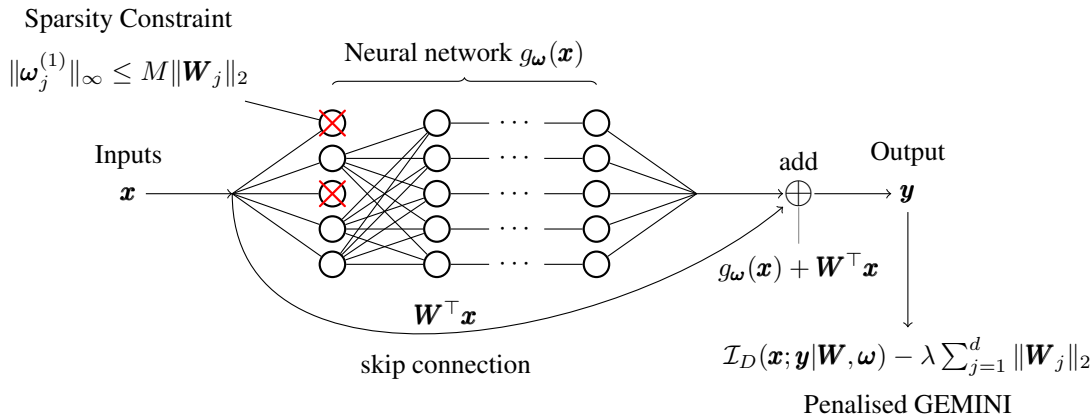 Sparsity Constraint
‖ω_j^{(1)}‖_∞ ≤ M‖W_j‖_2
Neural network g_ω(x)
Inputs
x
··· 
···
···
···
···
add
Output
y
g_ω(x) + W^⊤x
W^⊤x
skip connection
I_D(x; y|W, ω) − λ ∑_{j=1}^{d} ‖W_j‖_2
Penalised GEMINI